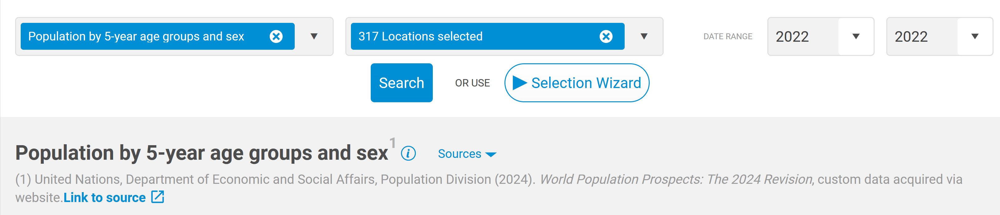 Population by 5-year age groups and sex
317 Locations selected
DATE RANGE
2022
2022
Search
OR USE
Selection Wizard
Population by 5-year age groups and sex1
Sources
(1) United Nations, Department of Economic and Social Affairs, Population Division (2024). World Population Prospects: The 2024 Revision, custom data acquired via
website.Link to source